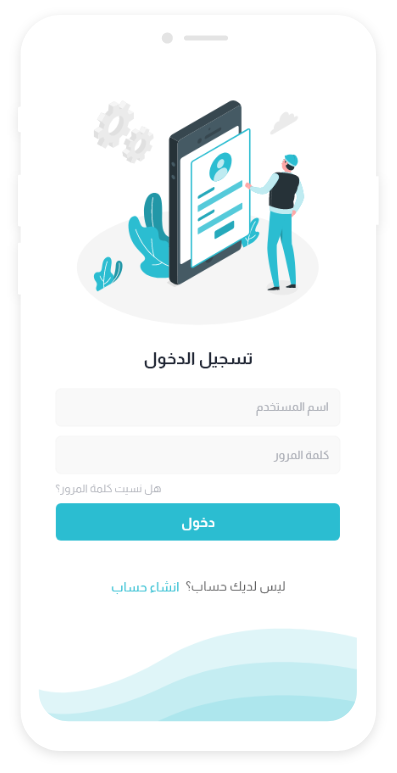 تسجيل الدخول
اسم المستخدم
كلمة المرور
هل نسيت كلمة المرور؟
دخول
ليس لديك حساب؟ انشاء حساب